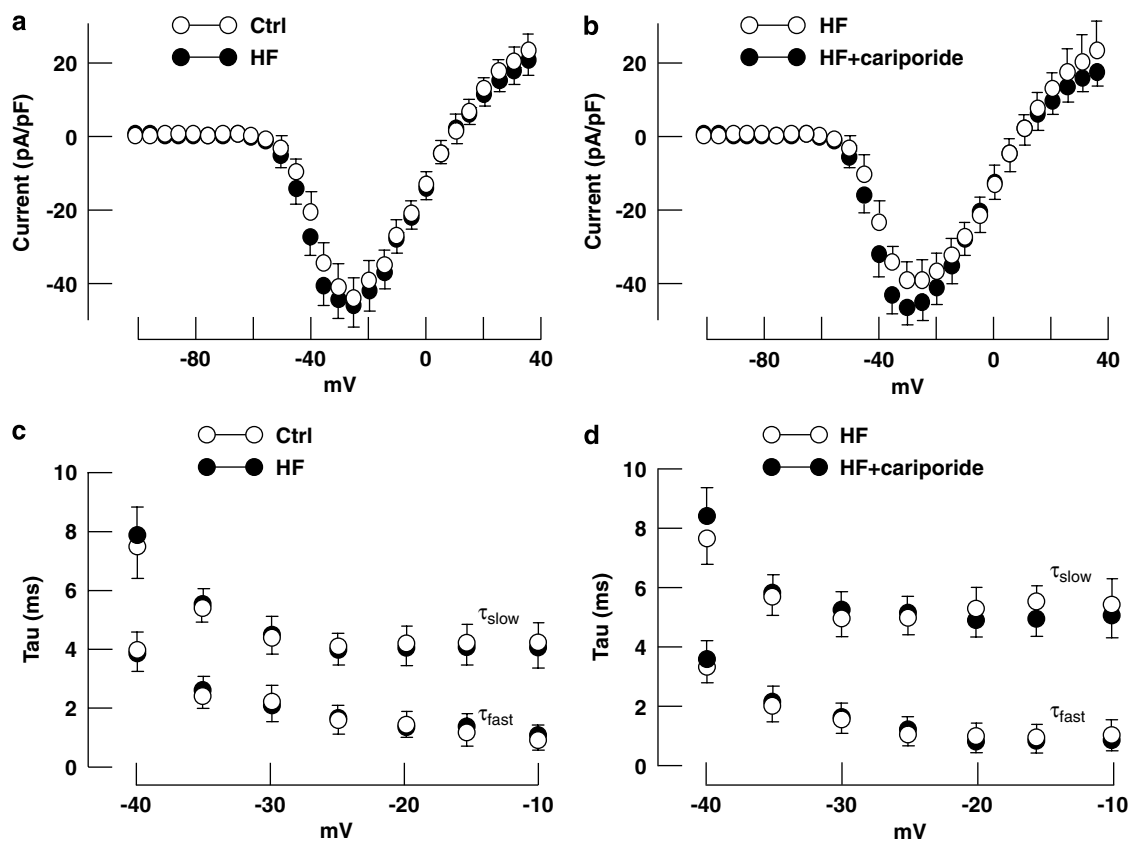 a
Ctrl
HF
20
0
-20
-40
Current (pA/pF)
-80
-40
0
40
mV
b
HF
HF+cariporide
20
0
-20
-40
Current (pA/pF)
-80
-40
0
40
mV
c
Ctrl
HF
10
8
6
4
2
0
Tau (ms)
τslow
τfast
-40
-30
-20
-10
mV
d
HF
HF+cariporide
10
8
6
4
2
0
Tau (ms)
τslow
τfast
-40
-30
-20
-10
mV